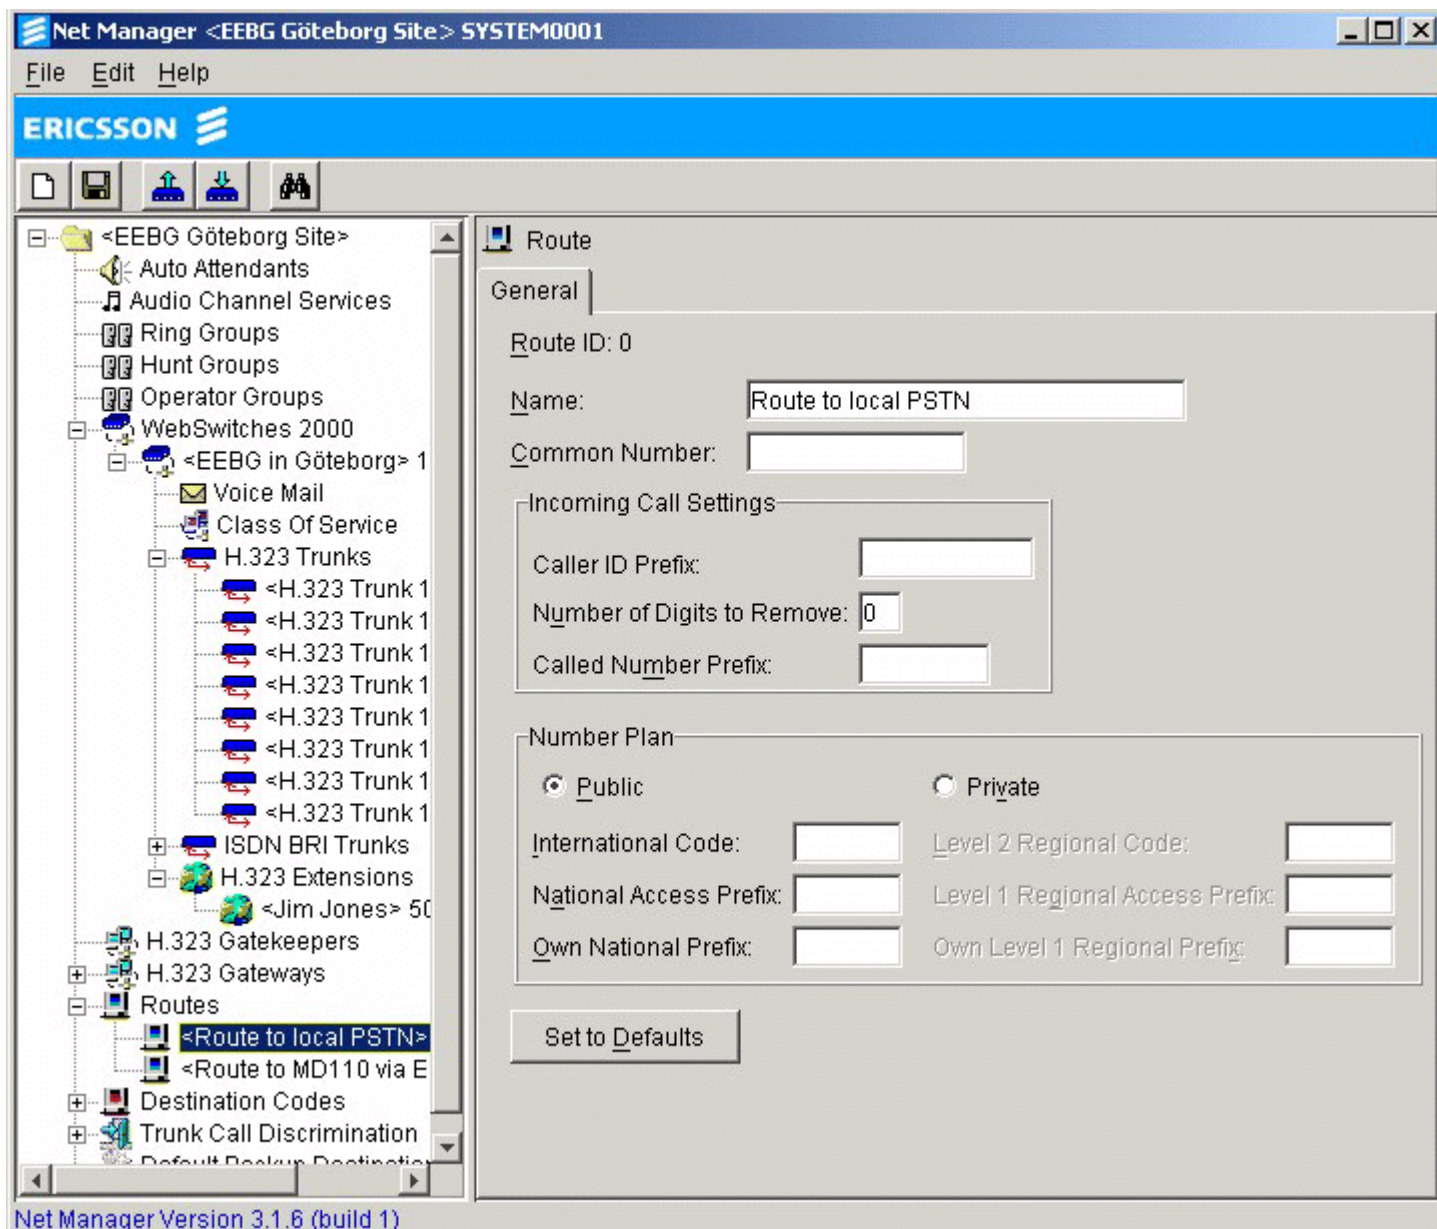 Net Manager <EEBG Göteborg Site> SYSTEM0001
File Edit Help
ERICSSON
<EEBG Göteborg Site>
Auto Attendants
Audio Channel Services
Ring Groups
Hunt Groups
Operator Groups
WebSwitches 2000
<EEBG in Göteborg> 1
Voice Mail
Class Of Service
H.323 Trunks
<H.323 Trunk 1
<H.323 Trunk 1
<H.323 Trunk 1
<H.323 Trunk 1
<H.323 Trunk 1
<H.323 Trunk 1
<H.323 Trunk 1
<H.323 Trunk 1
ISDN BRI Trunks
H.323 Extensions
<Jim Jones> 50
H.323 Gatekeepers
H.323 Gateways
Routes
<Route to local PSTN>
<Route to MD110 via E
Destination Codes
Trunk Call Discrimination
Default Backup Destination
Route
General
Route ID: 0
Name: Route to local PSTN
Common Number:
Incoming Call Settings
Caller ID Prefix:
Number of Digits to Remove: 0
Called Number Prefix:
Number Plan
Public Private
International Code: Level 2 Regional Code:
National Access Prefix: Level 1 Regional Access Prefix:
Own National Prefix: Own Level 1 Regional Prefix:
Set to Defaults
Net Manager Version 3.1.6 (build 1)